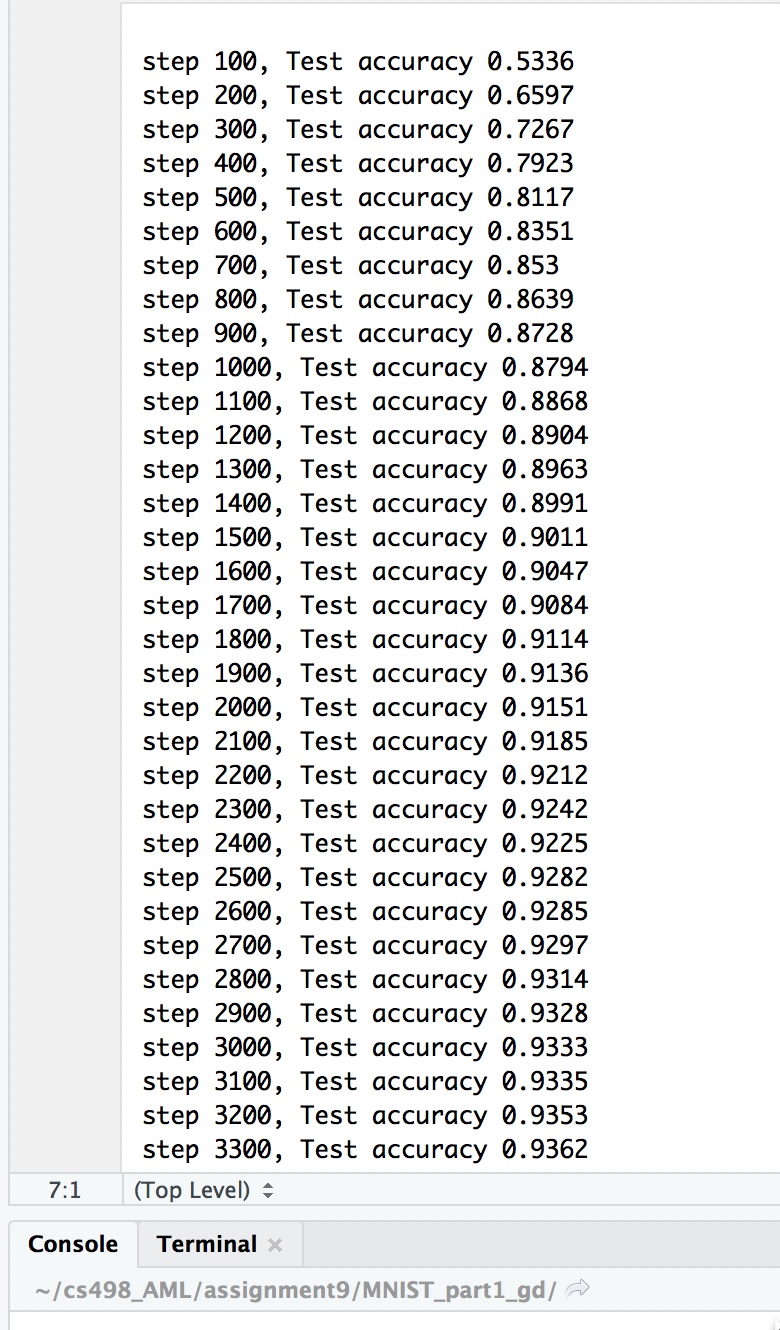 step 100, Test accuracy 0.5336
step 200, Test accuracy 0.6597
step 300, Test accuracy 0.7267
step 400, Test accuracy 0.7923
step 500, Test accuracy 0.8117
step 600, Test accuracy 0.8351
step 700, Test accuracy 0.853
step 800, Test accuracy 0.8639
step 900, Test accuracy 0.8728
step 1000, Test accuracy 0.8794
step 1100, Test accuracy 0.8868
step 1200, Test accuracy 0.8904
step 1300, Test accuracy 0.8963
step 1400, Test accuracy 0.8991
step 1500, Test accuracy 0.9011
step 1600, Test accuracy 0.9047
step 1700, Test accuracy 0.9084
step 1800, Test accuracy 0.9114
step 1900, Test accuracy 0.9136
step 2000, Test accuracy 0.9151
step 2100, Test accuracy 0.9185
step 2200, Test accuracy 0.9212
step 2300, Test accuracy 0.9242
step 2400, Test accuracy 0.9225
step 2500, Test accuracy 0.9282
step 2600, Test accuracy 0.9285
step 2700, Test accuracy 0.9297
step 2800, Test accuracy 0.9314
step 2900, Test accuracy 0.9328
step 3000, Test accuracy 0.9333
step 3100, Test accuracy 0.9335
step 3200, Test accuracy 0.9353
step 3300, Test accuracy 0.9362
7:1 (Top Level)
Console Terminal
~/cs498_AML/assignment9/MNIST_part1_gd/